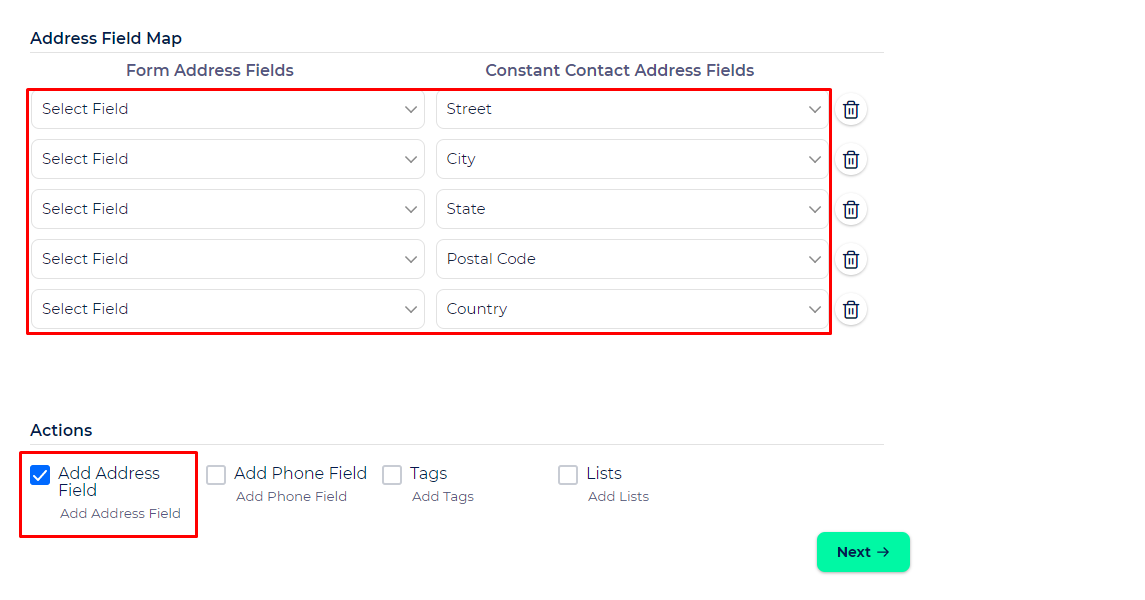 Address Field Map
Form Address Fields Constant Contact Address Fields
Select Field Street
Select Field City
Select Field State
Select Field Postal Code
Select Field Country
Actions
Add Address Field Add Phone Field Tags Lists
Add Address Field Add Phone Field Add Tags Add Lists
Next →